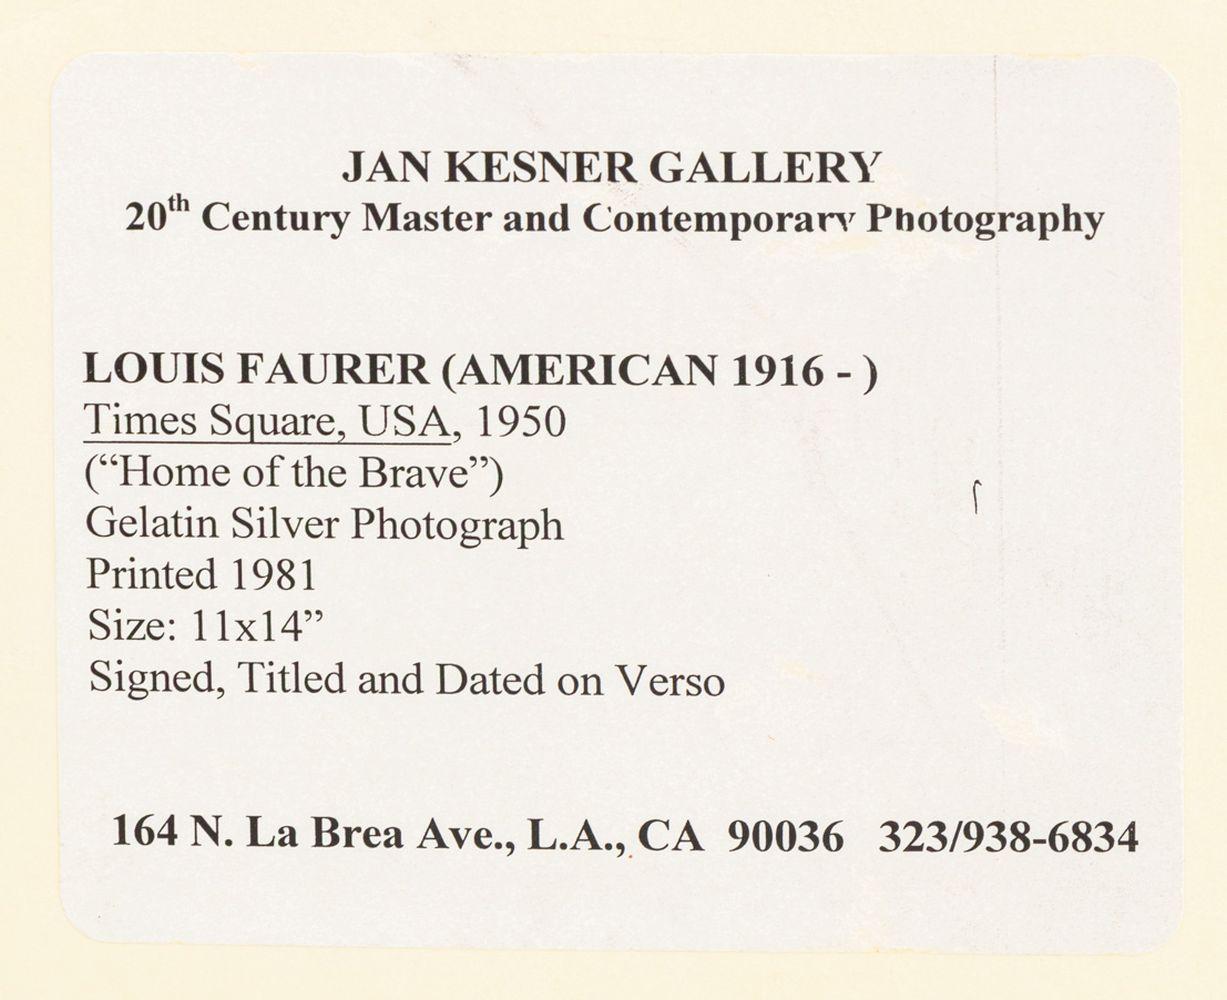 JAN KESNER GALLERY
20th Century Master and Contemporary Photography
LOUIS FAURER (AMERICAN 1916 - )
Times Square, USA, 1950
(“Home of the Brave”)
Gelatin Silver Photograph
Printed 1981
Size: 11x14”
Signed, Titled and Dated on Verso
164 N. La Brea Ave., L.A., CA 90036 323/938-6834